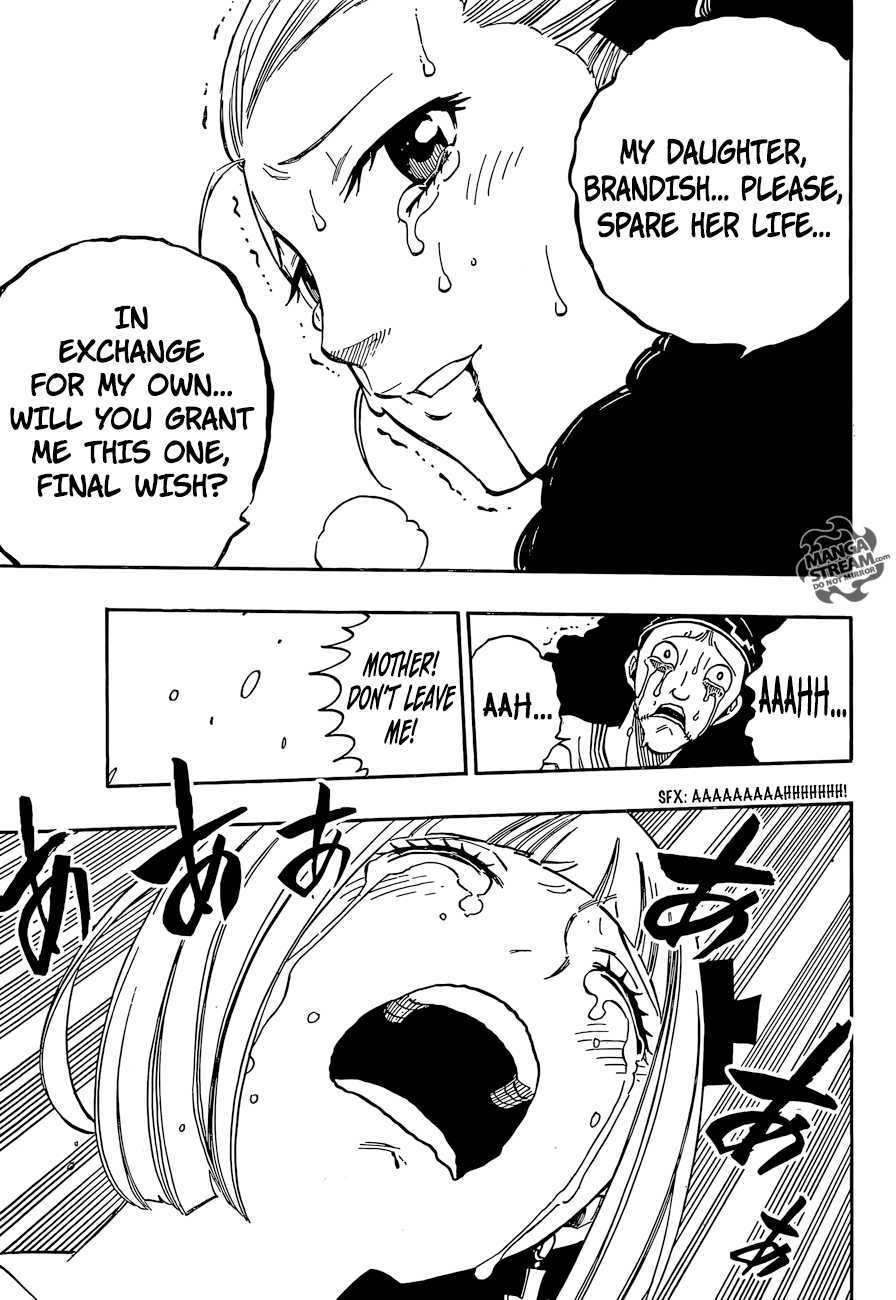 MY DAUGHTER,
BRANDISH... PLEASE,
SPARE HER LIFE...
IN
EXCHANGE
FOR MY OWN...
WILL YOU GRANT
ME THIS ONE,
FINAL WISH?
MANGA
STREAM.com
DO NOT MIRROR
AAAHH...
AAH...
MOTHER!
DON'T LEAVE
ME!
SFX: AAAAAAAAAHHHHHHH!
あ
あ
あ
あ
あ
あ
あ